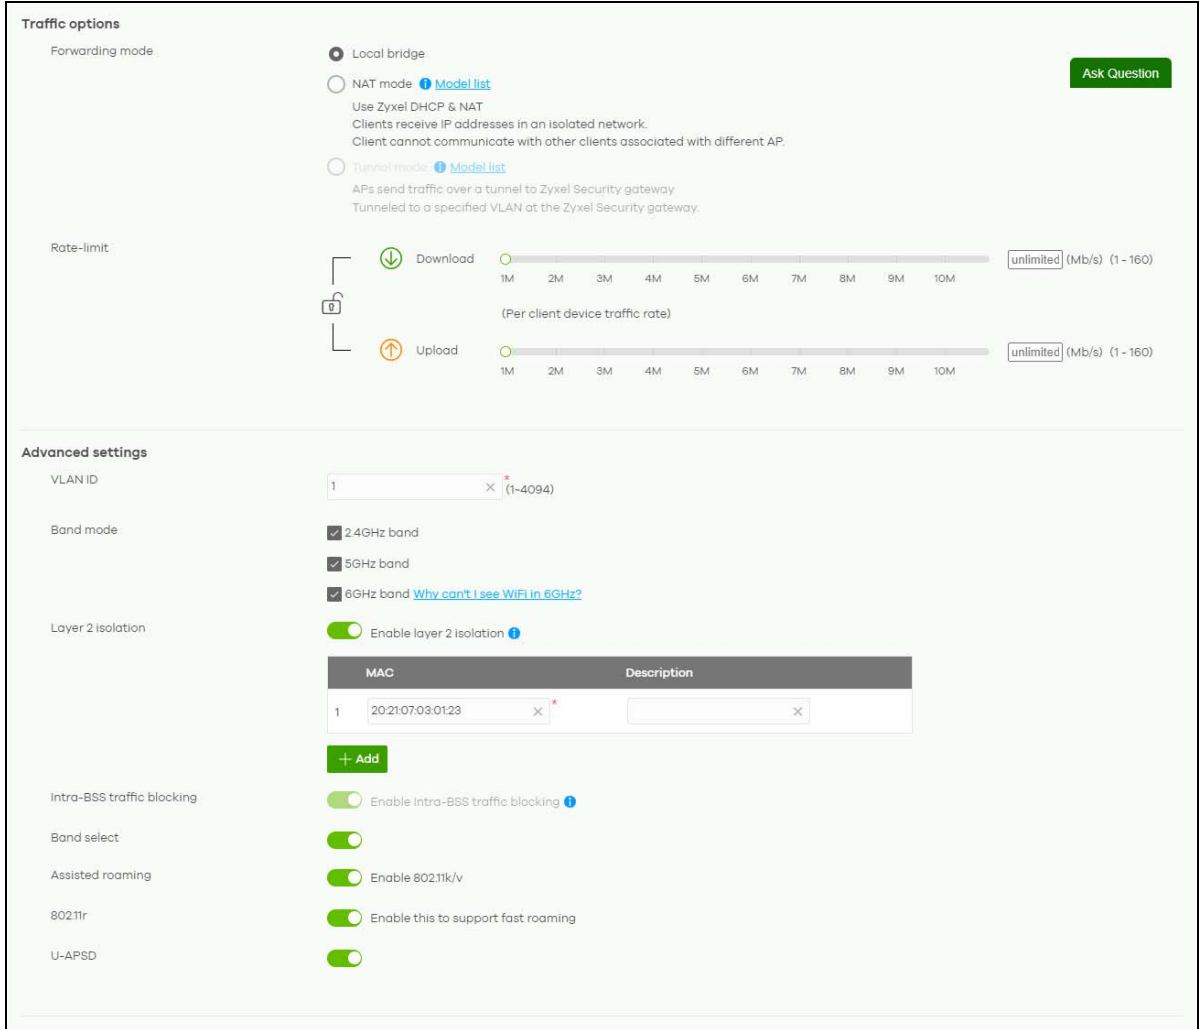 Traffic options
Forwarding mode
Local bridge
Ask Question
NAT mode Model list
Use Zyxel DHCP & NAT
Clients receive IP addresses in an isolated network.
Client cannot communicate with other clients associated with different AP.
Tunnel mode Model list
APs send traffic over a tunnel to Zyxel Security gateway
Tunneled to a specified VLAN at the Zyxel Security gateway.
Rate-limit
Download
unlimited (Mb/s) (1 - 160)
1M 2M 3M 4M 5M 6M 7M 8M 9M 10M
(Per client device traffic rate)
Upload
unlimited (Mb/s) (1 - 160)
1M 2M 3M 4M 5M 6M 7M 8M 9M 10M
Advanced settings
VLAN ID
1 × * (1~4094)
Band mode
2.4GHz band
5GHz band
6GHz band Why can't I see WiFi in 6GHz?
Layer 2 isolation
Enable layer 2 isolation
MAC Description
1 20:21:07:03:01:23 × * ×
+ Add
Intra-BSS traffic blocking
Enable Intra-BSS traffic blocking
Band select
Assisted roaming
Enable 802.11k/v
802.11r
Enable this to support fast roaming
U-APSD